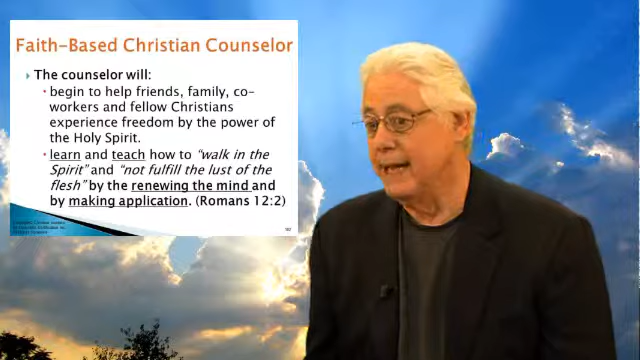 Faith-Based Christian Counselor
The counselor will:
begin to help friends, family, co-
workers and fellow Christians
experience freedom by the power of
the Holy Spirit.
learn and teach how to "walk in the
Spirit" and "not fulfill the lust of the
flesh" by the renewing the mind and
by making application. (Romans 12:2)